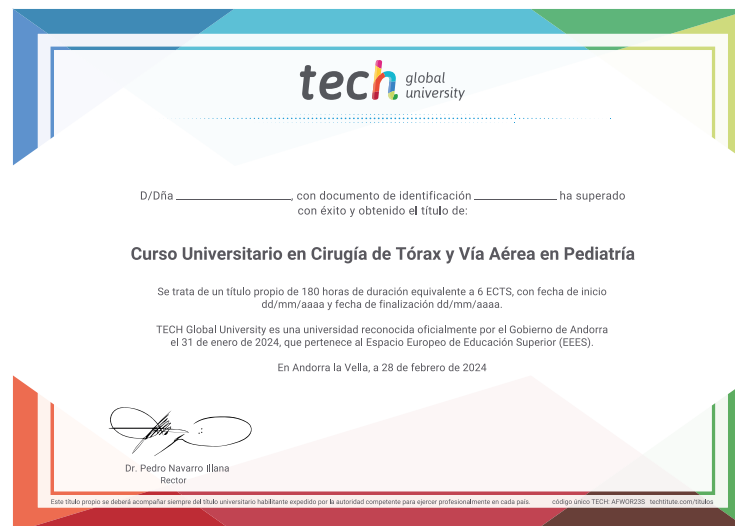 tech global university
D/Dña ______________, con documento de identificación ______________ ha superado
con éxito y obtenido el título de:
Curso Universitario en Cirugía de Tórax y Vía Aérea en Pediatría
Se trata de un título propio de 180 horas de duración equivalente a 6 ECTS, con fecha de inicio
dd/mm/aaaa y fecha de finalización dd/mm/aaaa.
TECH Global University es una universidad reconocida oficialmente por el Gobierno de Andorra
el 31 de enero de 2024, que pertenece al Espacio Europeo de Educación Superior (EEES).
En Andorra la Vella, a 28 de febrero de 2024
Dr. Pedro Navarro Illana
Rector
Este título propio se deberá acompañar siempre del título universitario habilitante expedido por la autoridad competente para ejercer profesionalmente en cada país. código único TECH: AFWOR23S techtitute.com/titulos